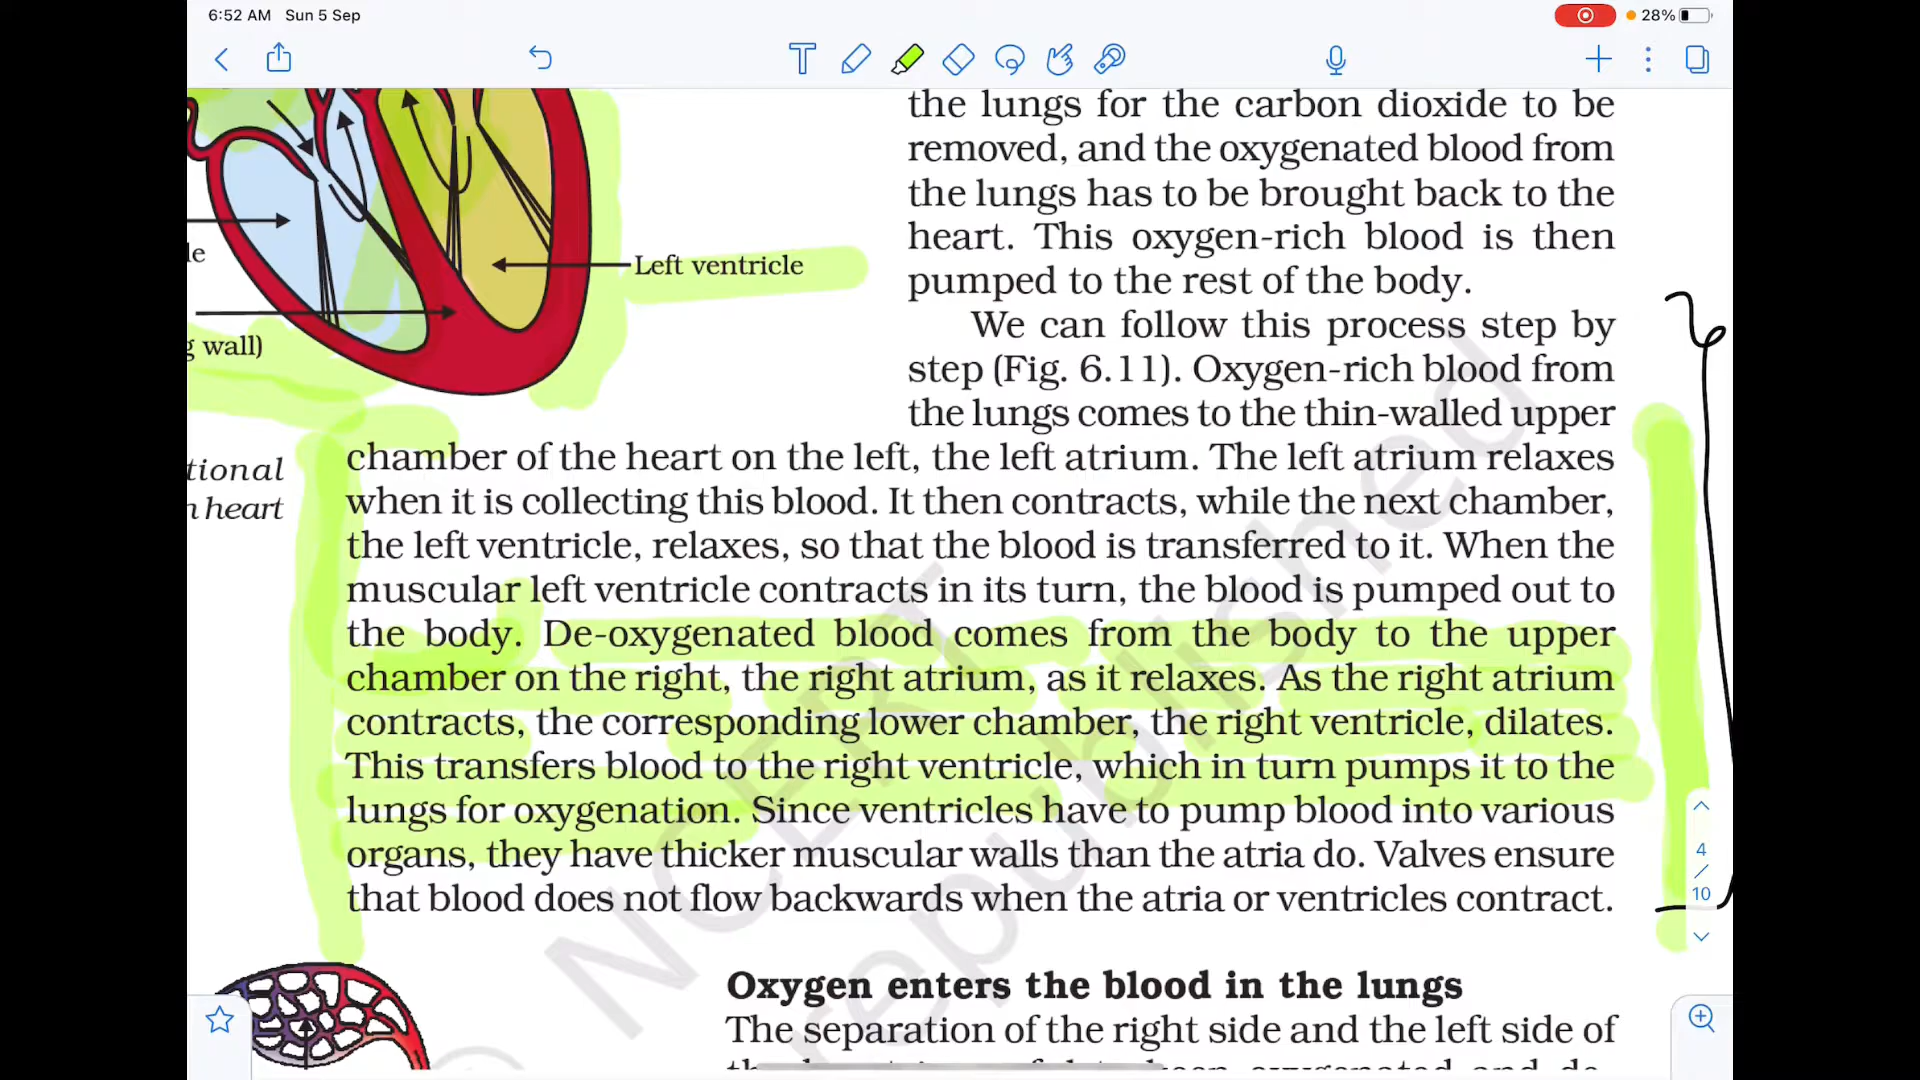 6:52 AM Sun 5 Sep
28%
the lungs for the carbon dioxide to be
removed, and the oxygenated blood from
the lungs has to be brought back to the
heart. This oxygen-rich blood is then
pumped to the rest of the body.
Left ventricle
le
g wall)
tional
n heart
We can follow this process step by
step (Fig. 6.11). Oxygen-rich blood from
the lungs comes to the thin-walled upper
chamber of the heart on the left, the left atrium. The left atrium relaxes
when it is collecting this blood. It then contracts, while the next chamber,
the left ventricle, relaxes, so that the blood is transferred to it. When the
muscular left ventricle contracts in its turn, the blood is pumped out to
the body. De-oxygenated blood comes from the body to the upper
chamber on the right, the right atrium, as it relaxes. As the right atrium
contracts, the corresponding lower chamber, the right ventricle, dilates.
This transfers blood to the right ventricle, which in turn pumps it to the
lungs for oxygenation. Since ventricles have to pump blood into various
organs, they have thicker muscular walls than the atria do. Valves ensure
that blood does not flow backwards when the atria or ventricles contract.
4
/
10
© NCERT
republished
Oxygen enters the blood in the lungs
The separation of the right side and the left side of